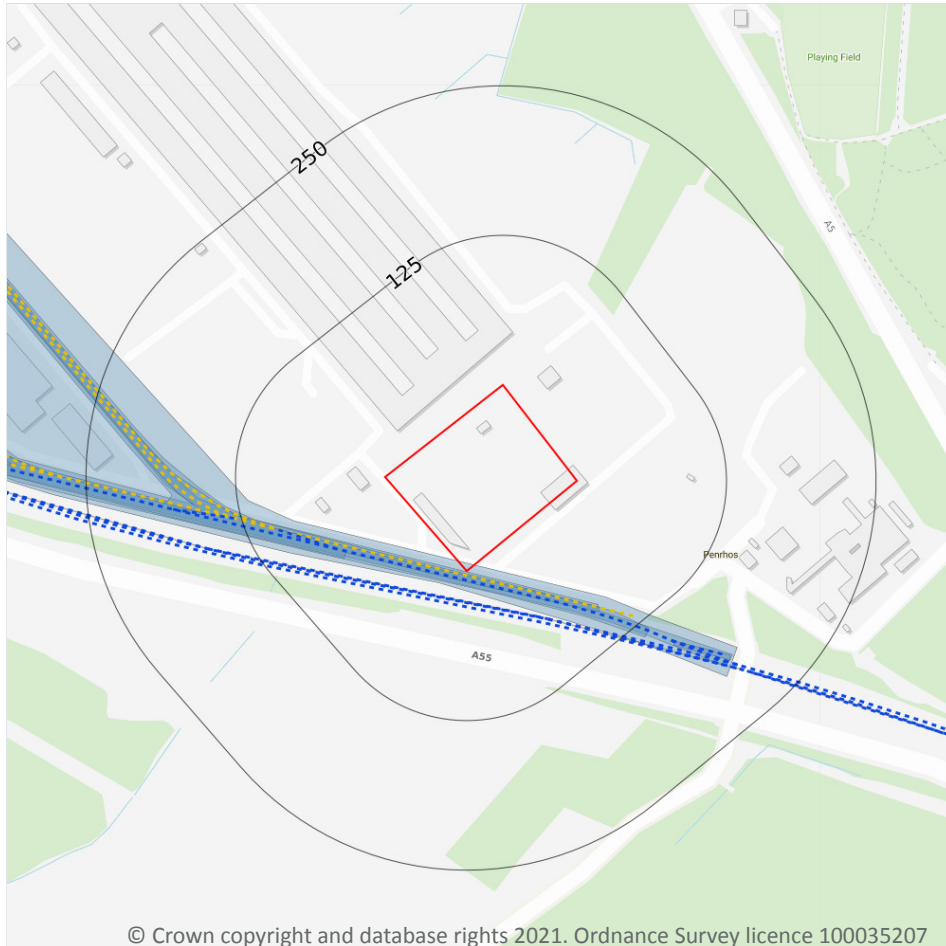 Playing Field
250
A5
125
Penrhos
A55
© Crown copyright and database rights 2021. Ordnance Survey licence 100035207